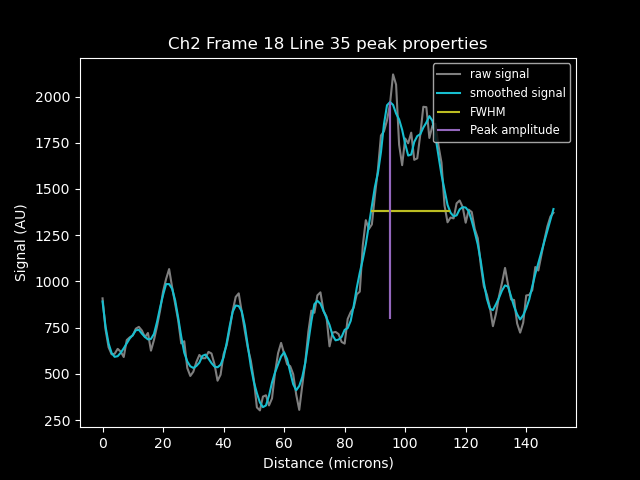 Ch2 Frame 18 Line 35 peak properties
raw signal
smoothed signal
FWHM
Peak amplitude
2000
1750
1500
1250
1000
750
500
250
Signal (AU)
0 20 40 60 80 100 120 140
Distance (microns)